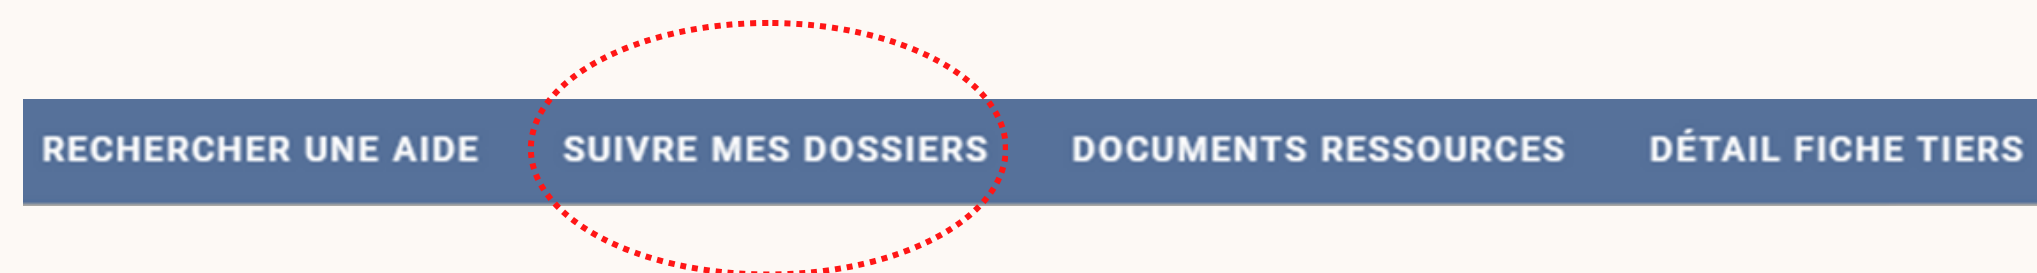 RECHERCHER UNE AIDE SUIVRE MES DOSSIERS DOCUMENTS RESSOURCES DÉTAIL FICHE TIERS